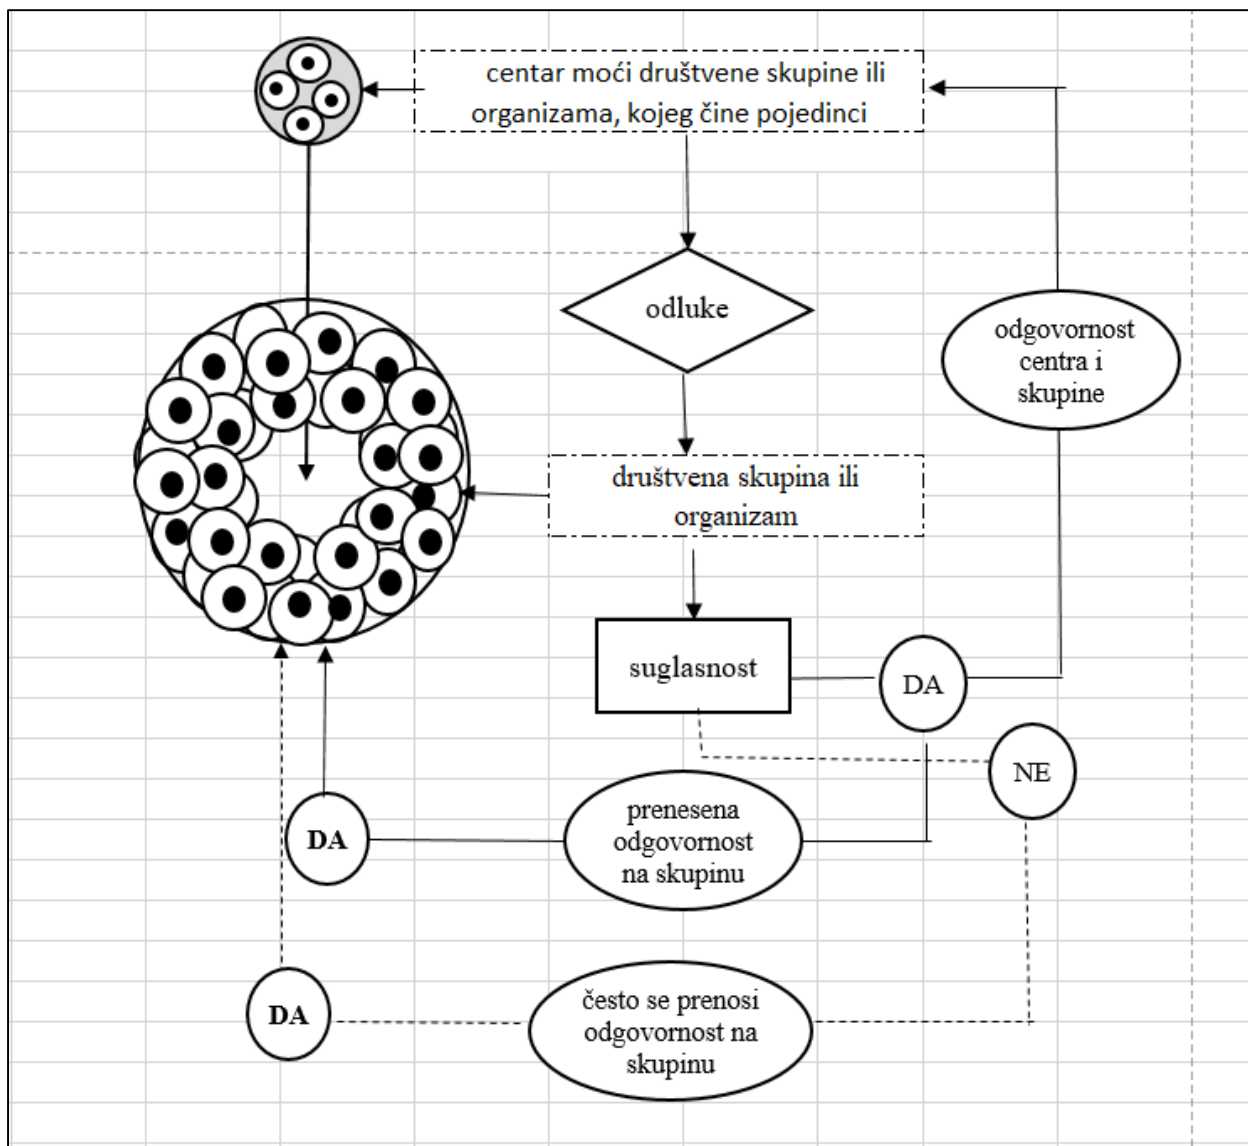 centar moći društvene skupine ili
organizama, kojeg čine pojedinci
odluke
odgovornost
centra i
skupine
društvena skupina ili
organizam
suglasnost
DA
NE
prenesena
odgovornost
na skupinu
DA
često se prenosi
odgovornost na
skupinu
DA